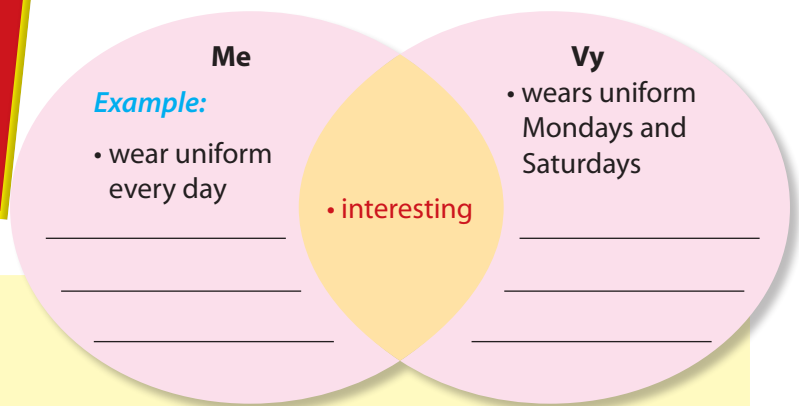 Me
Example:
• wear uniform
every day
• interesting
Vy
• wears uniform
Mondays and
Saturdays